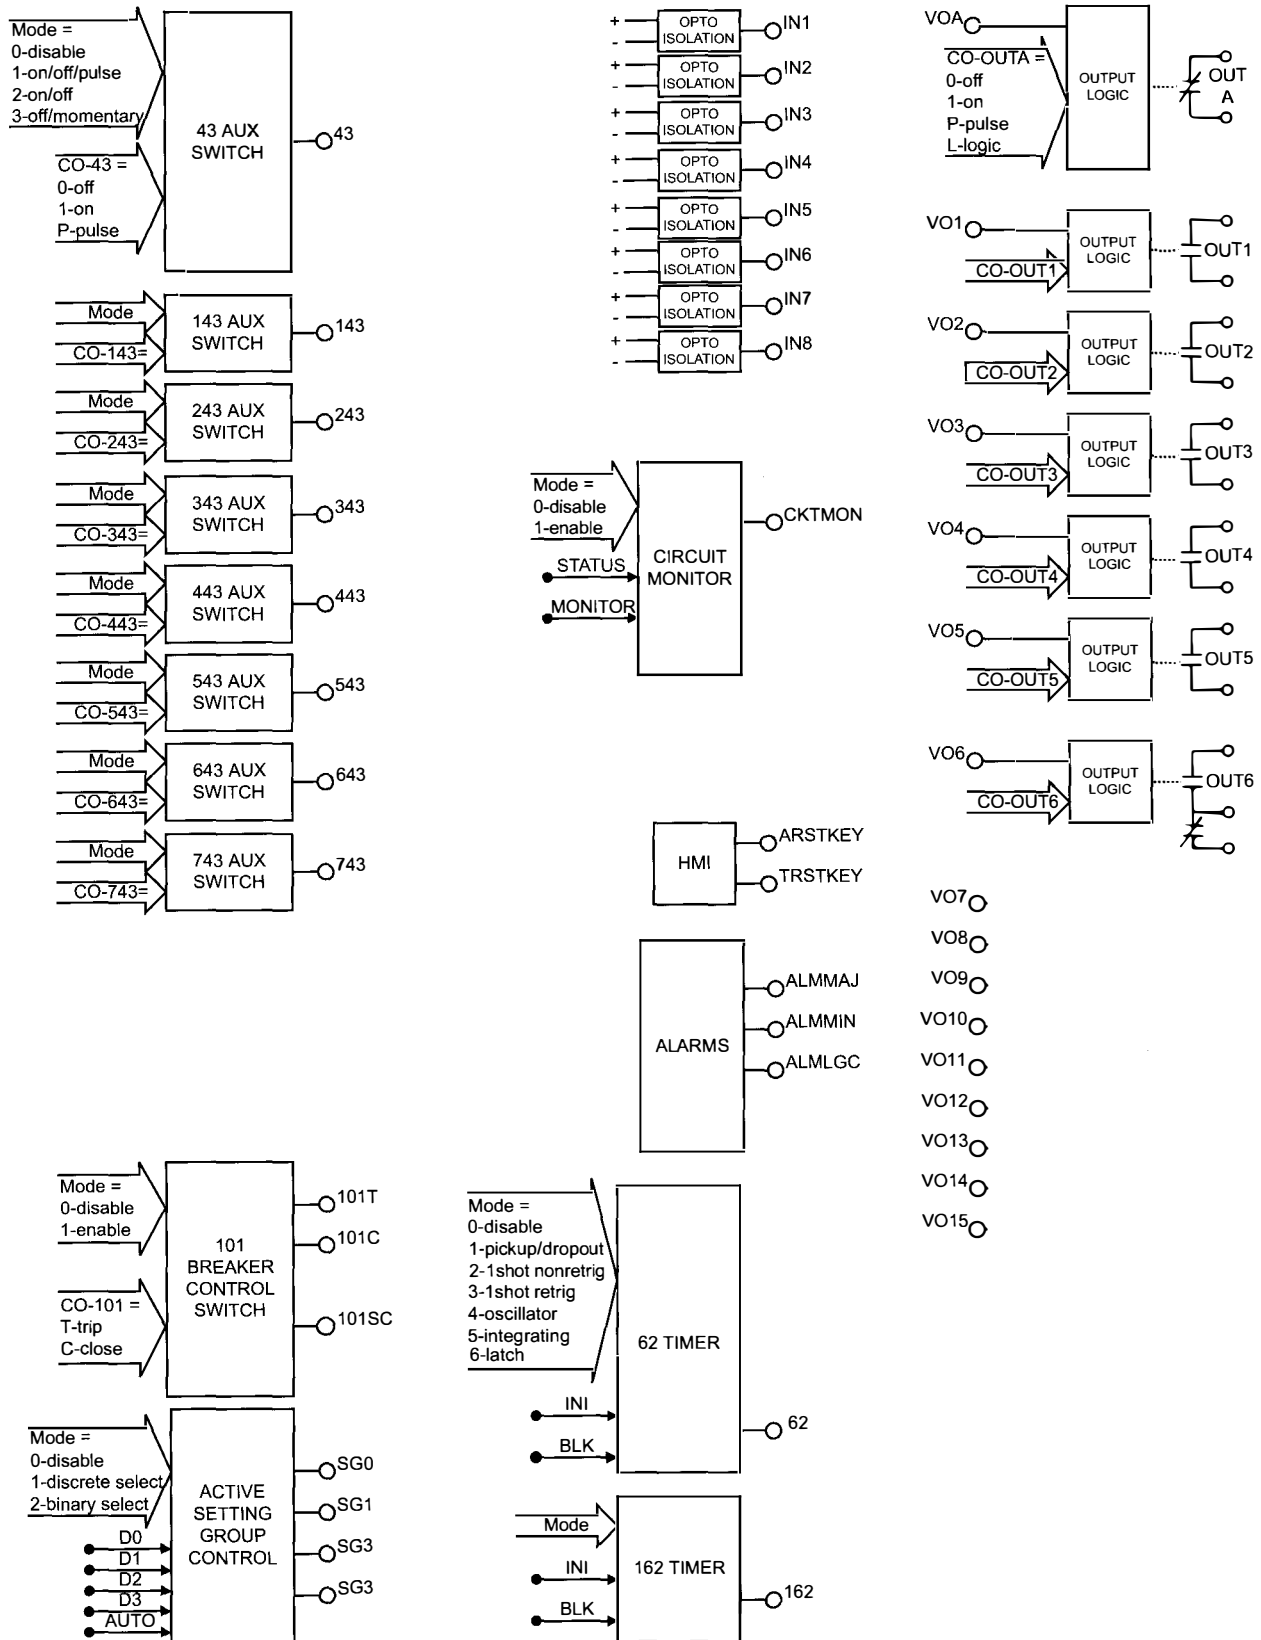 Mode =
0-disable
1-on/off/pulse
2-on/off
3-off/momentary
CO-43 =
0-off
1-on
P-pulse
43 AUX
SWITCH
43
Mode
CO-143=
143 AUX
SWITCH
143
Mode
CO-243=
243 AUX
SWITCH
243
Mode
CO-343=
343 AUX
SWITCH
343
Mode
CO-443=
443 AUX
SWITCH
443
Mode
CO-543=
543 AUX
SWITCH
543
Mode
CO-643=
643 AUX
SWITCH
643
Mode
CO-743=
743 AUX
SWITCH
743
Mode =
0-disable
1-enable
CO-101 =
T-trip
C-close
101
BREAKER
CONTROL
SWITCH
101T
101C
101SC
Mode =
0-disable
1-discrete select
2-binary select
D0
D1
D2
D3
AUTO
ACTIVE
SETTING
GROUP
CONTROL
SG0
SG1
SG3
SG3
+
-
OPTO
ISOLATION
IN1
+
-
OPTO
ISOLATION
IN2
+
-
OPTO
ISOLATION
IN3
+
-
OPTO
ISOLATION
IN4
+
-
OPTO
ISOLATION
IN5
+
-
OPTO
ISOLATION
IN6
+
-
OPTO
ISOLATION
IN7
+
-
OPTO
ISOLATION
IN8
Mode =
0-disable
1-enable
STATUS
MONITOR
CIRCUIT
MONITOR
CKTMON
HMI
ARSTKEY
TRSTKEY
ALARMS
ALMMAJ
ALMMIN
ALMLGC
Mode =
0-disable
1-pickup/dropout
2-1shot nonretrig
3-1shot retrig
4-oscillator
5-integrating
6-latch
INI
BLK
62 TIMER
62
Mode
INI
BLK
162 TIMER
162
VOA
CO-OUTA =
0-off
1-on
P-pulse
L-logic
OUTPUT
LOGIC
OUT
A
VO1
CO-OUT1
OUTPUT
LOGIC
OUT1
VO2
CO-OUT2
OUTPUT
LOGIC
OUT2
VO3
CO-OUT3
OUTPUT
LOGIC
OUT3
VO4
CO-OUT4
OUTPUT
LOGIC
OUT4
VO5
CO-OUT5
OUTPUT
LOGIC
OUT5
VO6
CO-OUT6
OUTPUT
LOGIC
OUT6
VO7
VO8
VO9
VO10
VO11
VO12
VO13
VO14
VO15